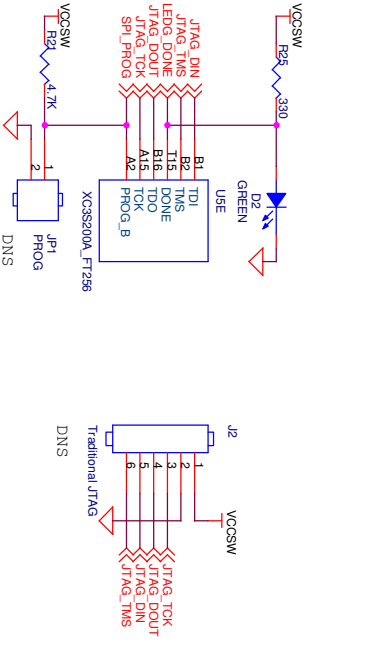 VCCSW
R25
330
D2
GREEN
JTAG_DIN
JTAG_TMS
LEDG_DONE
JTAG_DOUT
JTAG_TCK
SPI_PROG
B1
B2
T15
B16
A15
A2
TDI
TMS
DONE
TDO
TCK
PROG_B
U5E
XC3S200A_FT256
VCCSW
R21
4.7K
1
2
JP1
PROG
DNS
J2
1
2
3
4
5
6
Traditional JTAG
DNS
VCCSW
JTAG_TCK
JTAG_DOUT
JTAG_DIN
JTAG_TMS